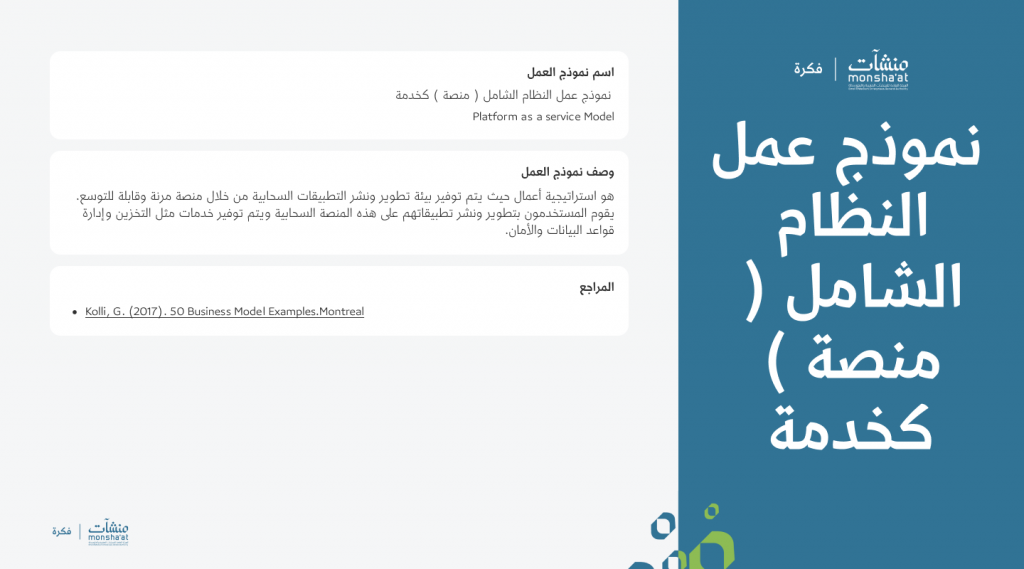 فكرة | منشآت
monsha'at
نموذج عمل
النظام
الشامل (
منصة )
كخدمة
اسم نموذج العمل
نموذج عمل النظام الشامل ( منصة ) كخدمة
Platform as a service Model
وصف نموذج العمل
هو استراتيجية أعمال حيث يتم توفير بيئة تطوير ونشر التطبيقات السحابية من خلال منصة مرنة وقابلة للتوسع.
يقوم المستخدمون بتطوير ونشر تطبيقاتهم على هذه المنصة السحابية ويتم توفير خدمات مثل التخزين وإدارة
قواعد البيانات والأمان.
المراجع
• Kolli, G. (2017). 50 Business Model Examples.Montreal
فكرة | منشآت
monsha'at